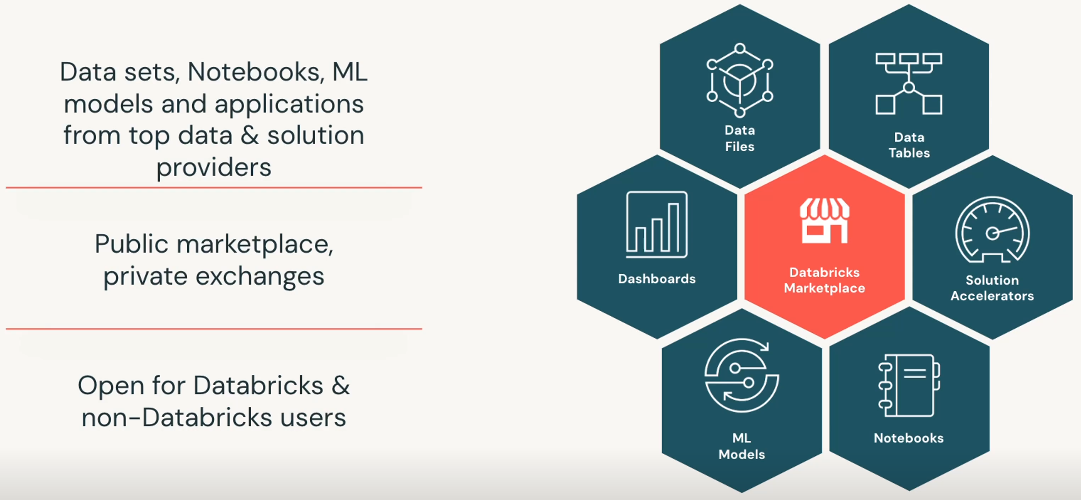 Data sets, Notebooks, ML
models and applications
from top data & solution
providers
Public marketplace,
private exchanges
Open for Databricks &
non-Databricks users
Data
Files
Data
Tables
Dashboards
Databricks
Marketplace
Solution
Accelerators
ML
Models
Notebooks